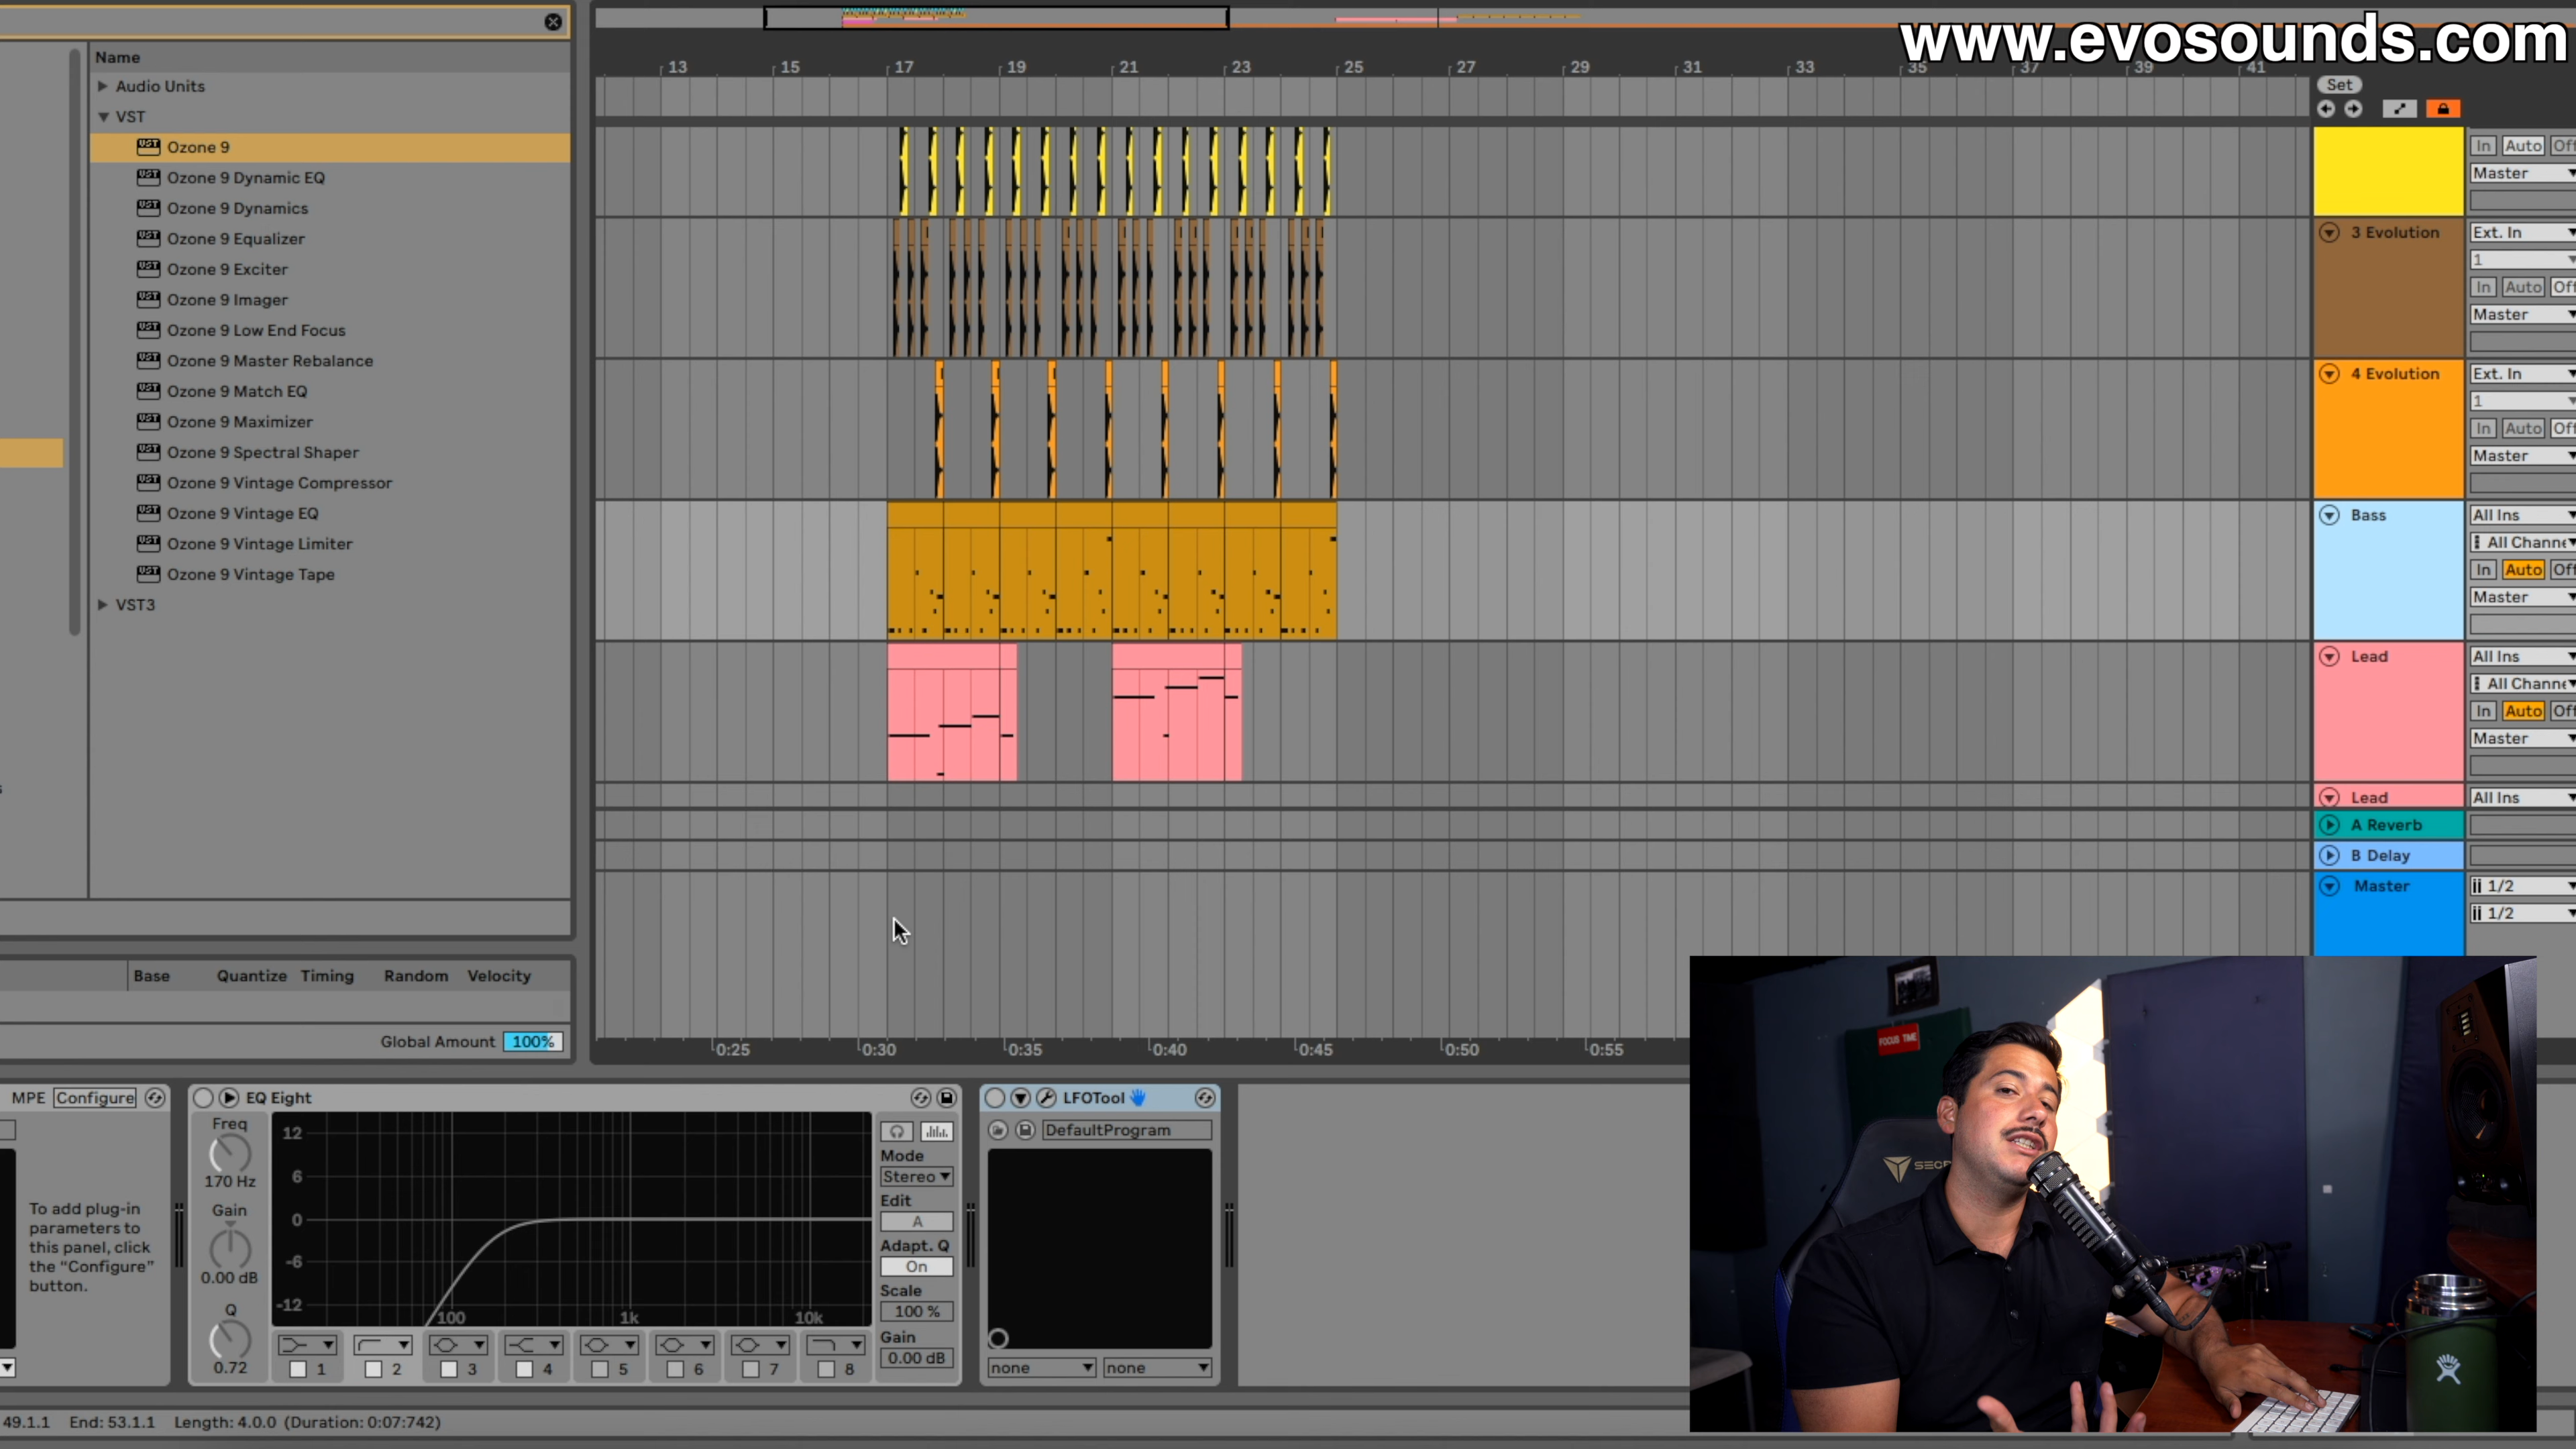 www.evosounds.com
Name
Audio Units
VST
Ozone 9
Ozone 9 Dynamic EQ
Ozone 9 Dynamics
Ozone 9 Equalizer
Ozone 9 Exciter
Ozone 9 Imager
Ozone 9 Low End Focus
Ozone 9 Master Rebalance
Ozone 9 Match EQ
Ozone 9 Maximizer
Ozone 9 Spectral Shaper
Ozone 9 Vintage Compressor
Ozone 9 Vintage EQ
Ozone 9 Vintage Limiter
Ozone 9 Vintage Tape
VST3
Base Quantize Timing Random Velocity
Global Amount 100%
13 15 17 19 21 23 25 27 29 31 33 35 37 39 41
Set
In Auto Off
Master
3 Evolution Ext. In
1
In Auto Off
Master
4 Evolution Ext. In
1
In Auto Off
Master
Bass All Ins
All Channe
In Auto Off
Master
Lead All Ins
All Channe
In Auto Off
Master
Lead All Ins
A Reverb
B Delay
Master 1/2
1/2
0:25 0:30 0:35 0:40 0:45 0:50 0:55
MPE Configure
To add plug-in
parameters to
this panel, click
the “Configure”
button.
EQ Eight
Freq
170 Hz
Gain
0.00 dB
Q
0.72
12
6
0
-6
-12
100 1k 10k
1 2 3 4 5 6 7 8
Mode
Stereo
Edit
A
Adapt. Q
On
Scale
100 %
Gain
0.00 dB
LFOTool
DefaultProgram
none none
FOCUS TIME
49.1.1 End: 53.1.1 Length: 4.0.0 (Duration: 0:07:742)